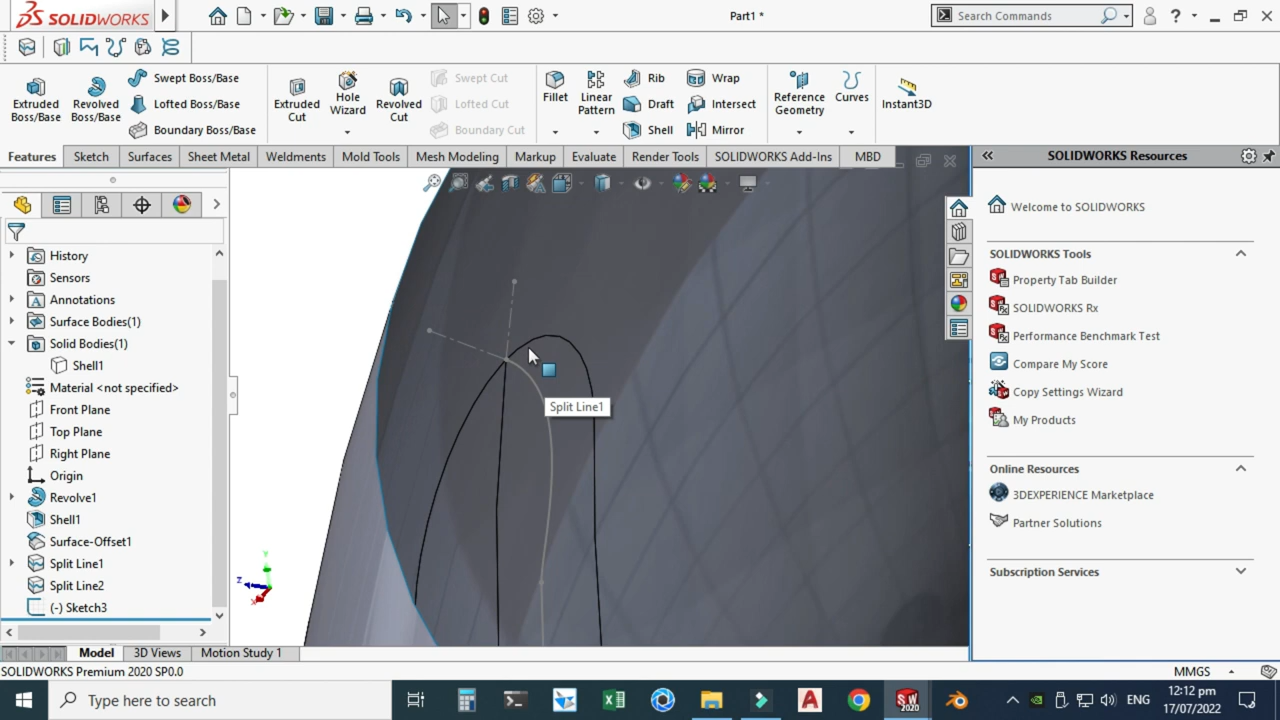 SOLIDWORKS
Part1 *
Search Commands
Extruded Boss/Base
Revolved Boss/Base
Swept Boss/Base
Lofted Boss/Base
Boundary Boss/Base
Extruded Cut
Hole Wizard
Revolved Cut
Swept Cut
Lofted Cut
Boundary Cut
Fillet
Linear Pattern
Rib
Draft
Shell
Wrap
Intersect
Mirror
Reference Geometry
Curves
Instant3D
Features
Sketch
Surfaces
Sheet Metal
Weldments
Mold Tools
Mesh Modeling
Markup
Evaluate
Render Tools
SOLIDWORKS Add-Ins
MBD
History
Sensors
Annotations
Surface Bodies(1)
Solid Bodies(1)
Shell1
Material <not specified>
Front Plane
Top Plane
Right Plane
Origin
Revolve1
Shell1
Surface-Offset1
Split Line1
Split Line2
(-) Sketch3
Split Line1
Y
Z
X
SOLIDWORKS Resources
Welcome to SOLIDWORKS
SOLIDWORKS Tools
Property Tab Builder
SOLIDWORKS Rx
Performance Benchmark Test
Compare My Score
Copy Settings Wizard
My Products
Online Resources
3DEXPERIENCE Marketplace
Partner Solutions
Subscription Services
Model
3D Views
Motion Study 1
SOLIDWORKS Premium 2020 SP0.0
MMGS
Type here to search
SW
2020
ENG
12:12 pm
17/07/2022